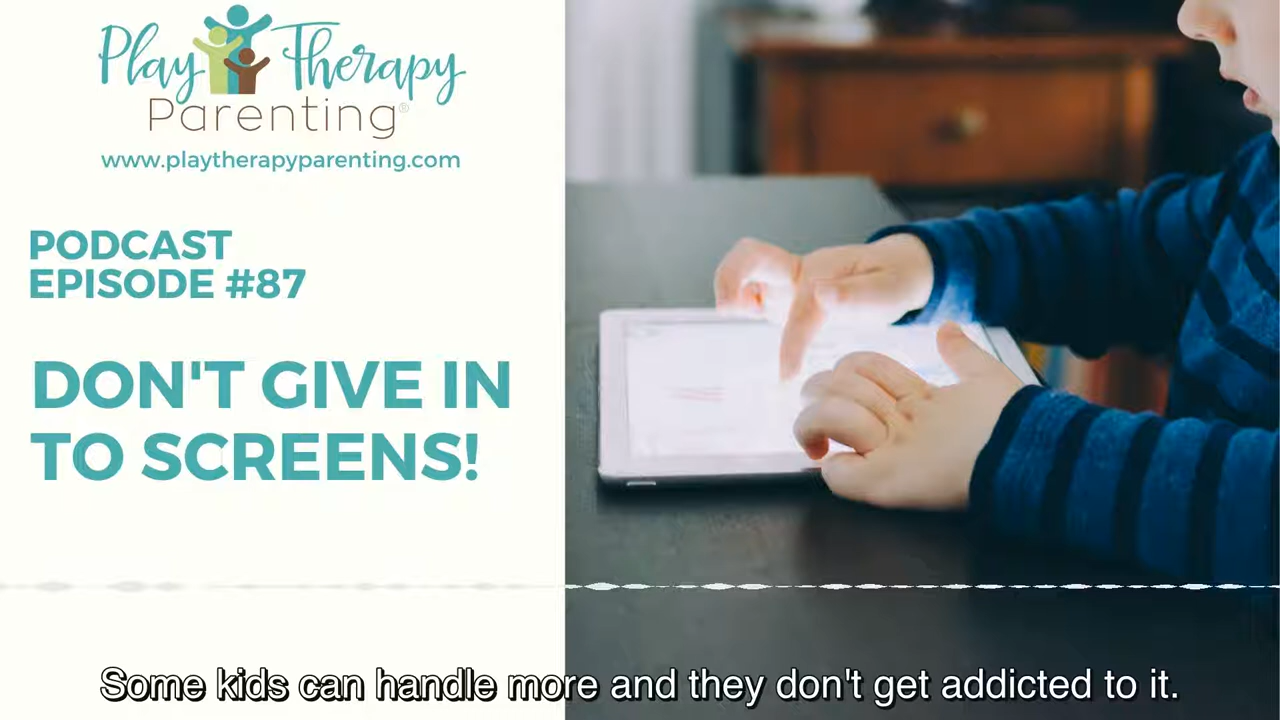 Play Therapy
Parenting®
www.playtherapyparenting.com
PODCAST
EPISODE #87
DON'T GIVE IN
TO SCREENS!
Some kids can handle more and they don't get addicted to it.